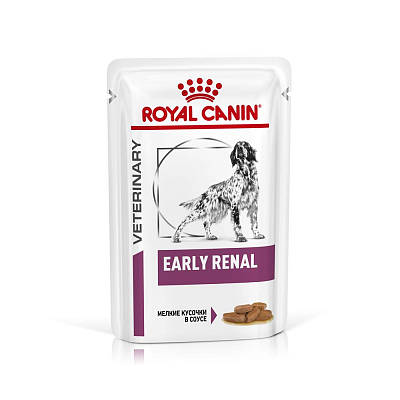 ROYAL CANIN®
VETERINARY
EARLY RENAL
МЕЛКИЕ КУСОЧКИ
В СОУСЕ